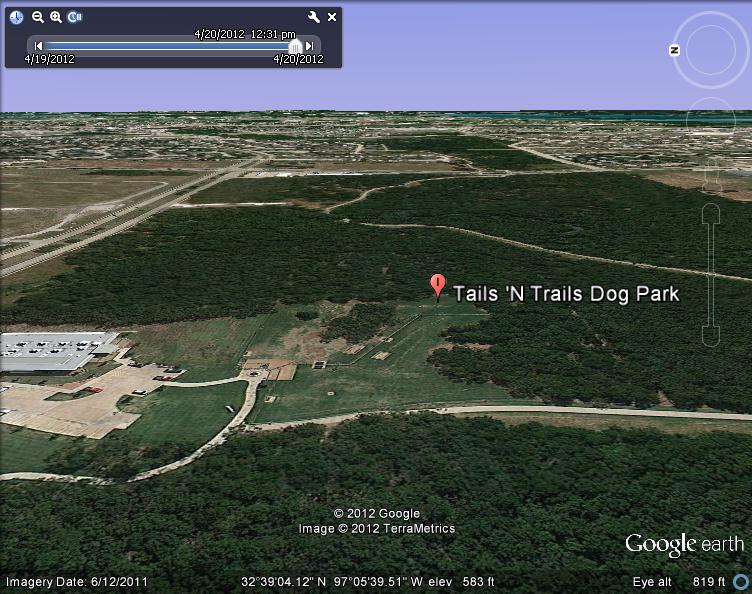 4/20/2012 12:31 pm
4/19/2012
4/20/2012
N
Tails 'N Trails Dog Park
© 2012 Google
Image © 2012 TerraMetrics
Google earth
Imagery Date: 6/12/2011
32°39'04.12" N 97°05'39.51" W elev 583 ft
Eye alt 819 ft